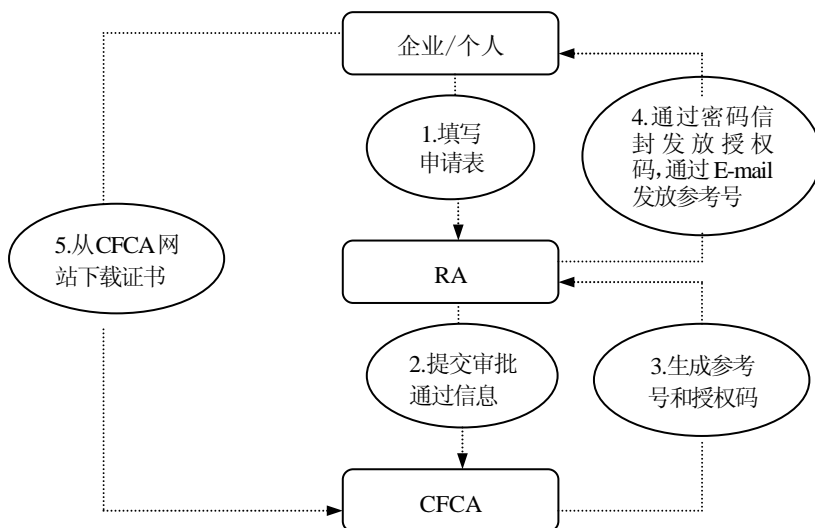 企业/个人
1.填写
申请表
4.通过密码信
封发放授权
码,通过E-mail
发放参考号
5.从CFCA网
站下载证书
RA
2.提交审批
通过信息
3.生成参考
号和授权码
CFCA